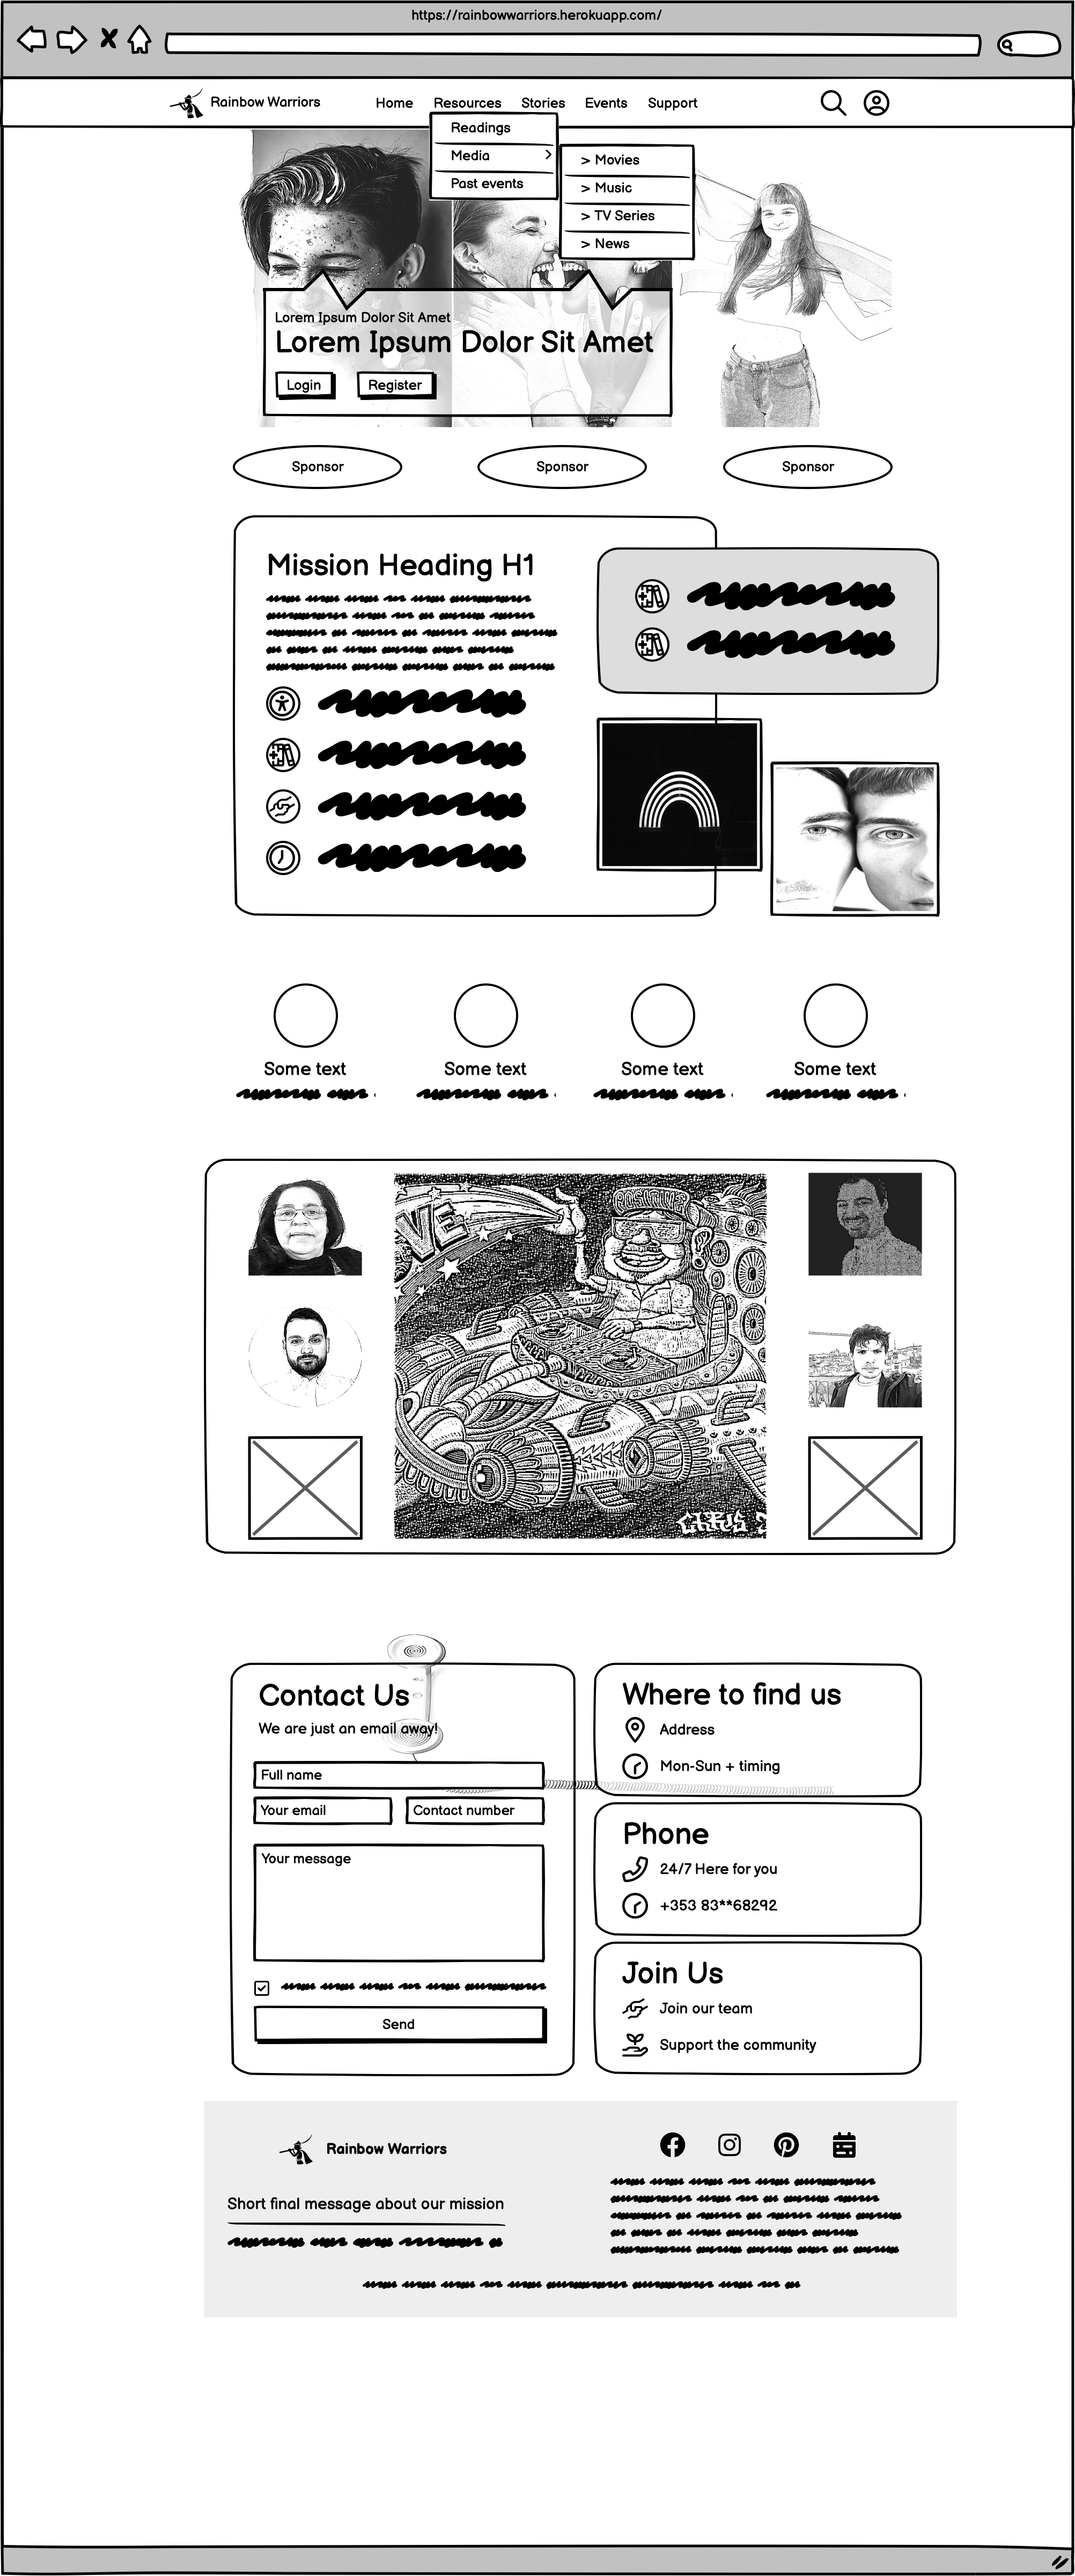 https://rainbowwarriors.herokuapp.com/
Rainbow Warriors Home Resources Stories Events Support
Readings
Media >
Past events
> Movies
> Music
> TV Series
> News
Lorem Ipsum Dolor Sit Amet
Lorem Ipsum Dolor Sit Amet
Login Register
Sponsor Sponsor Sponsor
Mission Heading H1
Some text Some text Some text Some text
POSITIVE
VE
CHRIS
Contact Us
We are just an email away!
Full name
Your email Contact number
Your message
Send
Where to find us
Address
Mon-Sun + timing
Phone
24/7 Here for you
+353 83**68292
Join Us
Join our team
Support the community
Rainbow Warriors
Short final message about our mission